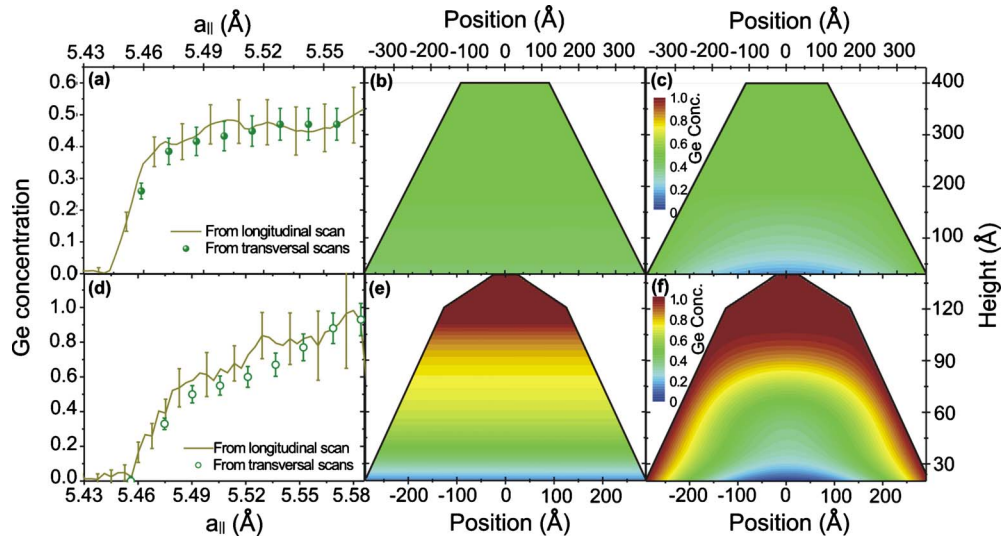 a|| (Å)
Position (Å)
Position (Å)
5.43 5.46 5.49 5.52 5.55
-300 -200 -100 0 100 200 300
-200 -100 0 100 200
0.6 0.5 0.4 0.3 0.2 0.1 0.0
Ge concentration
(a)
From longitudinal scan
From transversal scans
(b)
(c)
1.0 0.8 0.6 0.4 0.2 0
Ge Conc.
400 300 200 100
Height (Å)
(d)
1.0 0.8 0.6 0.4 0.2 0.0
From longitudinal scan
From transversal scans
(e)
(f)
1.0 0.8 0.6 0.4 0.2 0
Ge Conc.
120 90 60 30
5.43 5.46 5.49 5.52 5.55 5.58
-200 -100 0 100 200
-200 -100 0 100 200
a|| (Å)
Position (Å)
Position (Å)